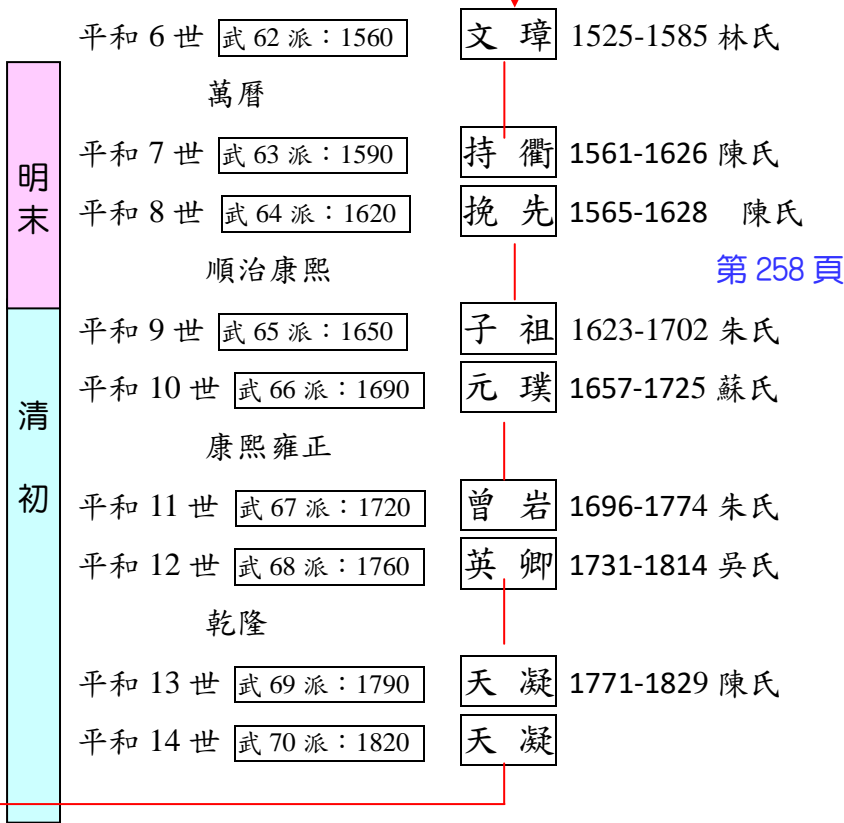 平和 6 世 武 62 派：1560 文 璋 1525-1585 林氏
萬曆
平和 7 世 武 63 派：1590 持 衢 1561-1626 陳氏
明末
平和 8 世 武 64 派：1620 挽 先 1565-1628 陳氏
順治康熙 第 258 頁
平和 9 世 武 65 派：1650 子 祖 1623-1702 朱氏
平和 10 世 武 66 派：1690 元 璞 1657-1725 蘇氏
清初
康熙雍正
平和 11 世 武 67 派：1720 曾 岩 1696-1774 朱氏
平和 12 世 武 68 派：1760 英 卿 1731-1814 吳氏
乾隆
平和 13 世 武 69 派：1790 天 凝 1771-1829 陳氏
平和 14 世 武 70 派：1820 天 凝